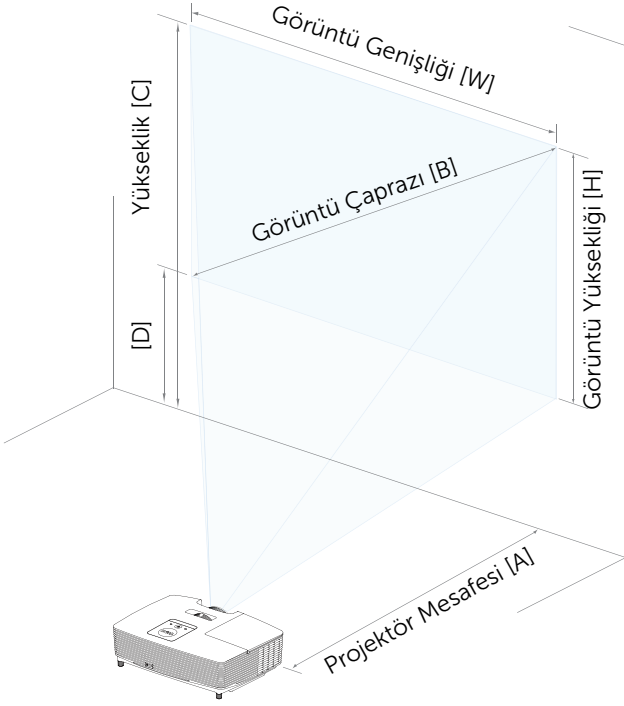 Görüntü Genişliği [W]
Yükseklik [C]
Görüntü Çaprazı [B]
Görüntü Yüksekliği [H]
[D]
Projektör Mesafesi [A]